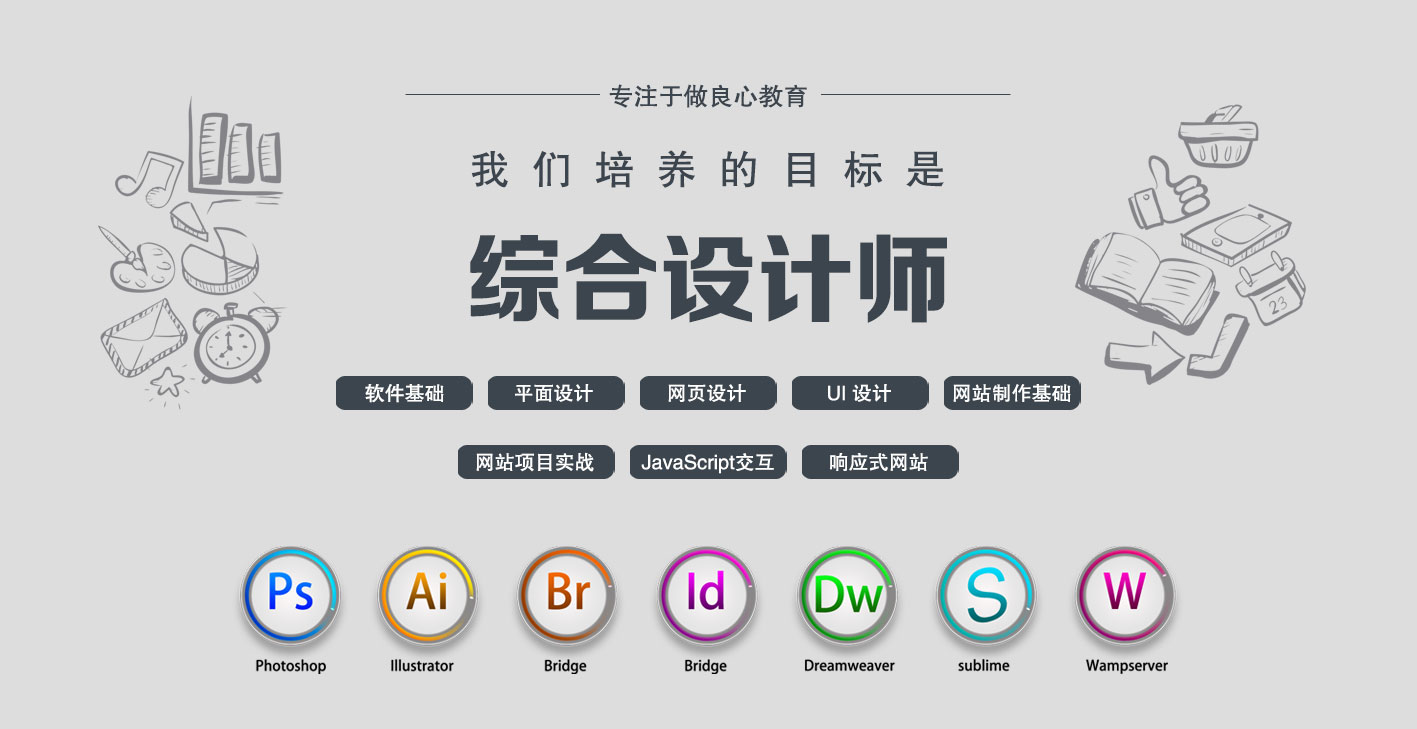 专注于做良心教育
我们培养的目标是
综合设计师
软件基础 平面设计 网页设计 UI 设计 网站制作基础
网站项目实战 JavaScript交互 响应式网站
Ps Ai Br Id Dw S W
Photoshop Illustrator Bridge Bridge Dreamweaver sublime Wampserver
23